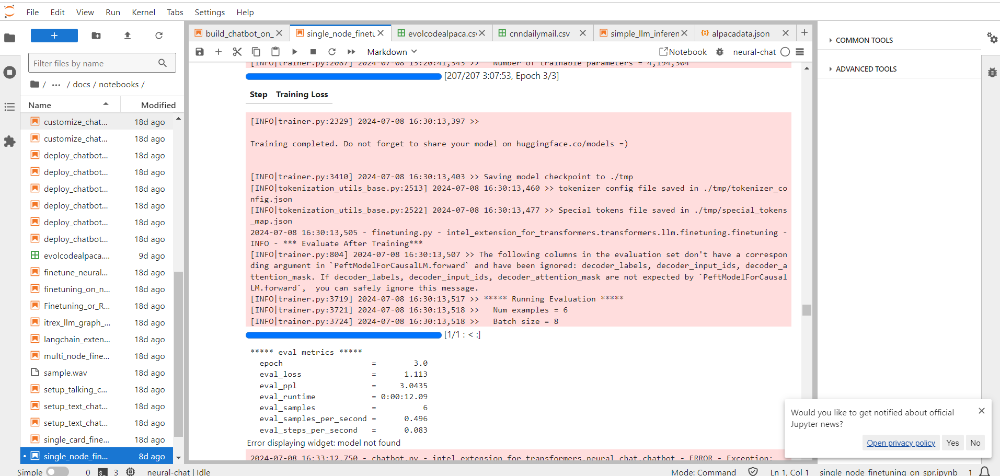 File Edit View Run Kernel Tabs Settings Help
+
Filter files by name
/ ··· / docs / notebooks /
Name Modified
customize_chat... 18d ago
customize_chat... 18d ago
deploy_chatbot... 18d ago
deploy_chatbot... 18d ago
deploy_chatbot... 18d ago
deploy_chatbot... 18d ago
deploy_chatbot... 18d ago
deploy_chatbot... 18d ago
evolcodealpaca.... 9d ago
finetune_neural... 18d ago
finetuning_on_n... 18d ago
Finetuning_or_R... 18d ago
itrex_llm_graph_... 18d ago
langchain_exten... 18d ago
multi_node_fine... 18d ago
sample.wav 18d ago
setup_talking_c... 18d ago
setup_text_chat... 18d ago
setup_text_chat... 18d ago
single_card_fine... 18d ago
single_node_fin... 8d ago
build_chatbot_on_ single_node_finetu evolcodealpaca.csv cnndailymail.csv simple_llm_inferen alpacadata.json +
Markdown Notebook neural-chat
[INFO|trainer.py:2087] 2024-07-08 13:20:41,343 >>   Number of trainable parameters = 4,194,304
[207/207 3:07:53, Epoch 3/3]
Step Training Loss
[INFO|trainer.py:2329] 2024-07-08 16:30:13,397 >>
Training completed. Do not forget to share your model on huggingface.co/models =)
[INFO|trainer.py:3410] 2024-07-08 16:30:13,403 >> Saving model checkpoint to ./tmp
[INFO|tokenization_utils_base.py:2513] 2024-07-08 16:30:13,460 >> tokenizer config file saved in ./tmp/tokenizer_co
nfig.json
[INFO|tokenization_utils_base.py:2522] 2024-07-08 16:30:13,477 >> Special tokens file saved in ./tmp/special_tokens
_map.json
2024-07-08 16:30:13,505 - finetuning.py - intel_extension_for_transformers.transformers.llm.finetuning.finetuning -
INFO - *** Evaluate After Training***
[INFO|trainer.py:804] 2024-07-08 16:30:13,507 >> The following columns in the evaluation set don't have a correspon
ding argument in `PeftModelForCausalLM.forward` and have been ignored: decoder_labels, decoder_input_ids, decoder_a
ttention_mask. If decoder_labels, decoder_input_ids, decoder_attention_mask are not expected by `PeftModelForCausal
LM.forward`,  you can safely ignore this message.
[INFO|trainer.py:3719] 2024-07-08 16:30:13,517 >> ***** Running Evaluation *****
[INFO|trainer.py:3721] 2024-07-08 16:30:13,518 >>   Num examples = 6
[INFO|trainer.py:3724] 2024-07-08 16:30:13,518 >>   Batch size = 8
[1/1 : < :]
***** eval metrics *****
epoch = 3.0
eval_loss = 1.113
eval_ppl = 3.0435
eval_runtime = 0:00:12.09
eval_samples = 6
eval_samples_per_second = 0.496
eval_steps_per_second = 0.083
Error displaying widget: model not found
2024-07-08 16:33:12,750 - chatbot.py - intel_extension_for_transformers.neural_chat.chatbot - ERROR - Exception:
COMMON TOOLS
ADVANCED TOOLS
Would you like to get notified about official
Jupyter news?
Open privacy policy Yes No
Simple 0 $_ 3 neural-chat | Idle Mode: Command Ln 1, Col 1 single_node_finetuning_on_spr.ipynb 1